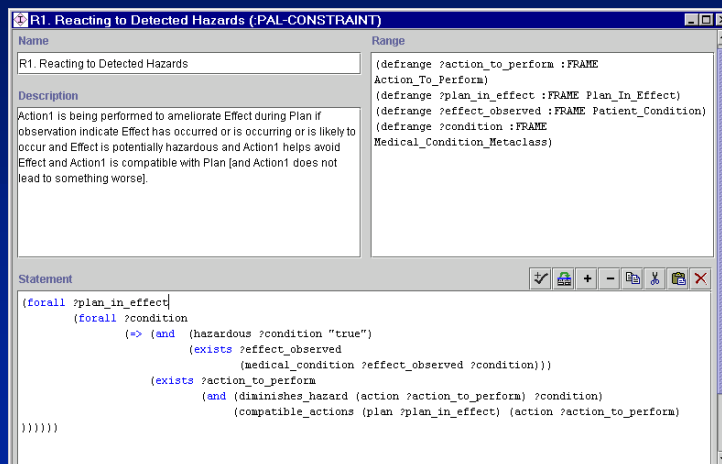 R1. Reacting to Detected Hazards (:PAL-CONSTRAINT)
Name
R1. Reacting to Detected Hazards
Description
Action1 is being performed to ameliorate Effect during Plan if
observation indicate Effect has occurred or is occurring or is likely to
occur and Effect is potentially hazardous and Action1 helps avoid
Effect and Action1 is compatible with Plan [and Action1 does not
lead to something worse].
Range
(defrange ?action_to_perform :FRAME
Action_To_Perform)
(defrange ?plan_in_effect :FRAME Plan_In_Effect)
(defrange ?effect_observed :FRAME Patient_Condition)
(defrange ?condition :FRAME
Medical_Condition_Metaclass)
Statement
(forall ?plan_in_effect
(forall ?condition
(=> (and (hazardous ?condition "true")
(exists ?effect_observed
(medical_condition ?effect_observed ?condition)))
(exists ?action_to_perform
(and (diminishes_hazard (action ?action_to_perform) ?condition)
(compatible_actions (plan ?plan_in_effect) (action ?action_to_perform)
))))))